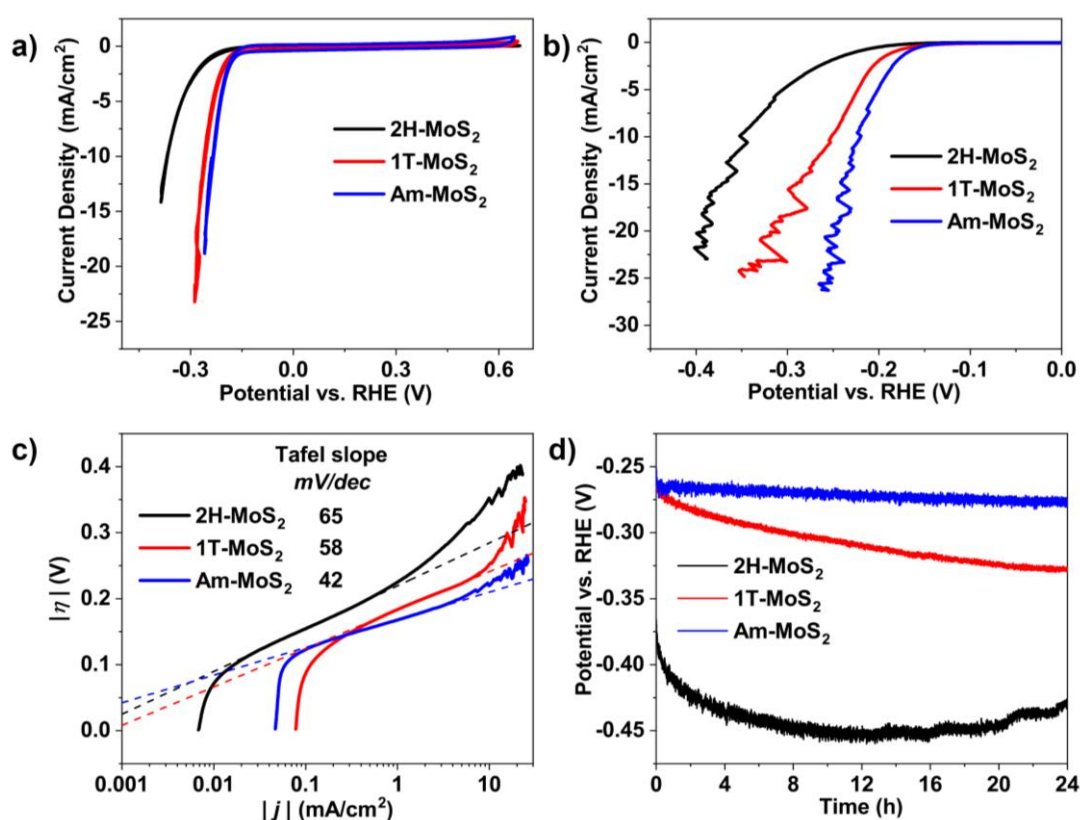 a)
Current Density (mA/cm²)
0
-5
-10
-15
-20
-25
2H-MoS₂
1T-MoS₂
Am-MoS₂
-0.3
0.0
0.3
0.6
Potential vs. RHE (V)
b)
Current Density (mA/cm²)
0
-5
-10
-15
-20
-25
-30
2H-MoS₂
1T-MoS₂
Am-MoS₂
-0.4
-0.3
-0.2
-0.1
0.0
Potential vs. RHE (V)
c)
|η| (V)
0.4
0.3
0.2
0.1
0.0
Tafel slope
mV/dec
2H-MoS₂ 65
1T-MoS₂ 58
Am-MoS₂ 42
0.001
0.01
0.1
1
10
| j | (mA/cm²)
d)
Potential vs. RHE (V)
-0.25
-0.30
-0.35
-0.40
-0.45
2H-MoS₂
1T-MoS₂
Am-MoS₂
0
4
8
12
16
20
24
Time (h)